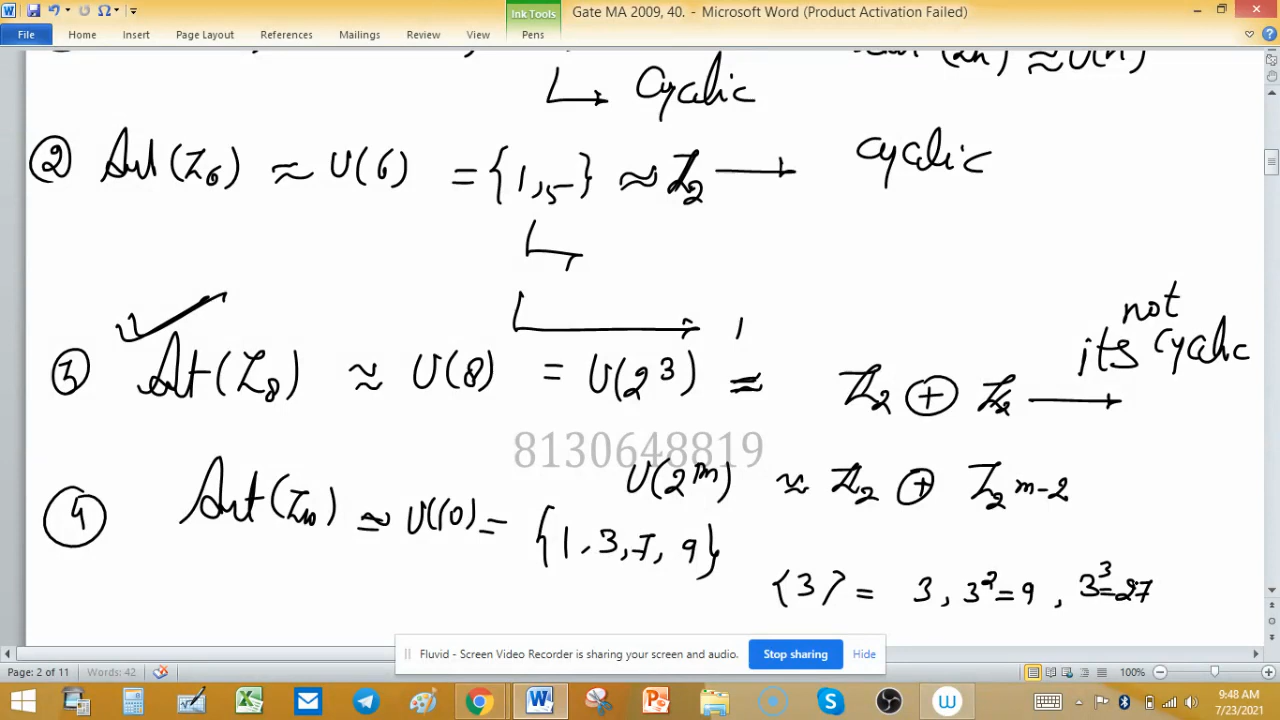 Gate MA 2009, 40. - Microsoft Word (Product Activation Failed)
Ink Tools
File Home Insert Page Layout References Mailings Review View Pens
(2n) ≈ U(n)
↳ Cyclic
② Aut(Z₆) ≈ U(6) = {1,5} ≈ Z₂ → cyclic
③ Aut(Z₈) ≈ U(8) = U(2³) ≈ Z₂ ⊕ Z₂ → its not Cyclic
8130648819
U(2ᵐ) ≈ Z₂ ⊕ Z₂ᵐ⁻²
④ Aut(Z₁₀) ≃ U(10) = {1, 3, 7, 9}
⟨3⟩ = 3, 3² = 9, 3³ = 27
Fluvid - Screen Video Recorder is sharing your screen and audio. Stop sharing Hide
Page: 2 of 11 Words: 42 100%
9:48 AM
7/23/2021